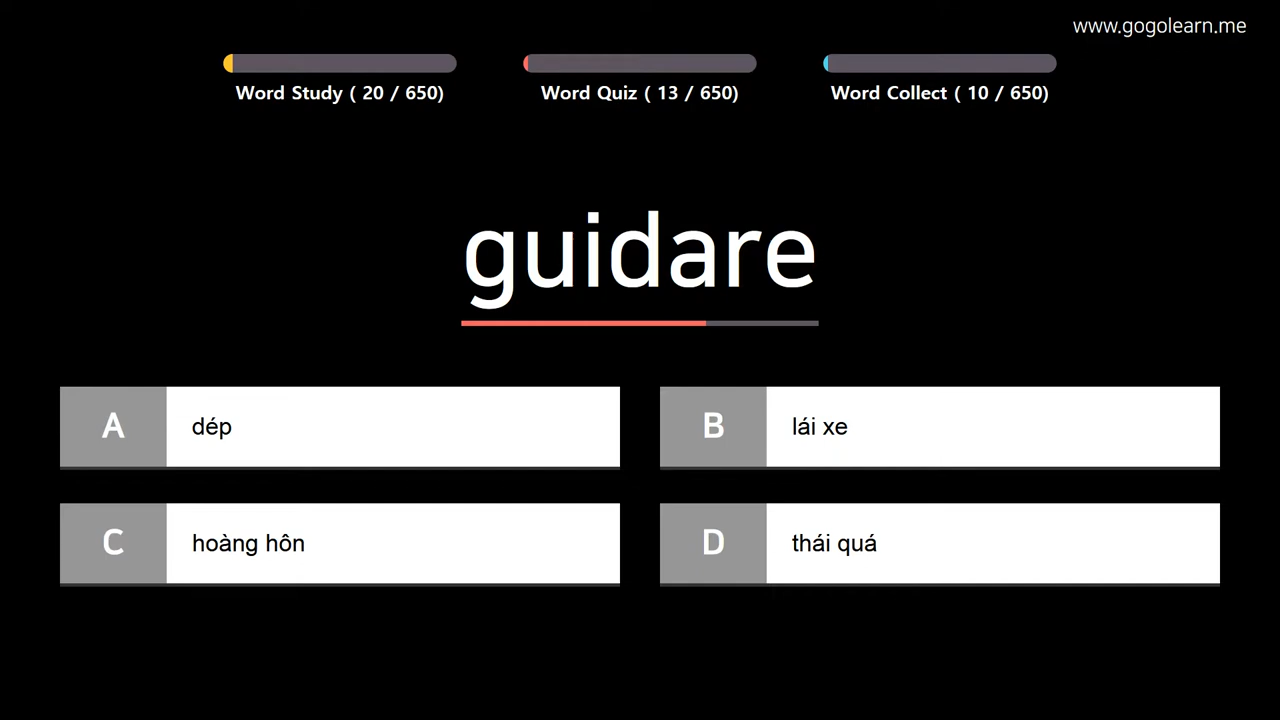 www.gogolearn.me
Word Study ( 20 / 650)
Word Quiz ( 13 / 650)
Word Collect ( 10 / 650)
guidare
A
dép
B
lái xe
C
hoàng hôn
D
thái quá